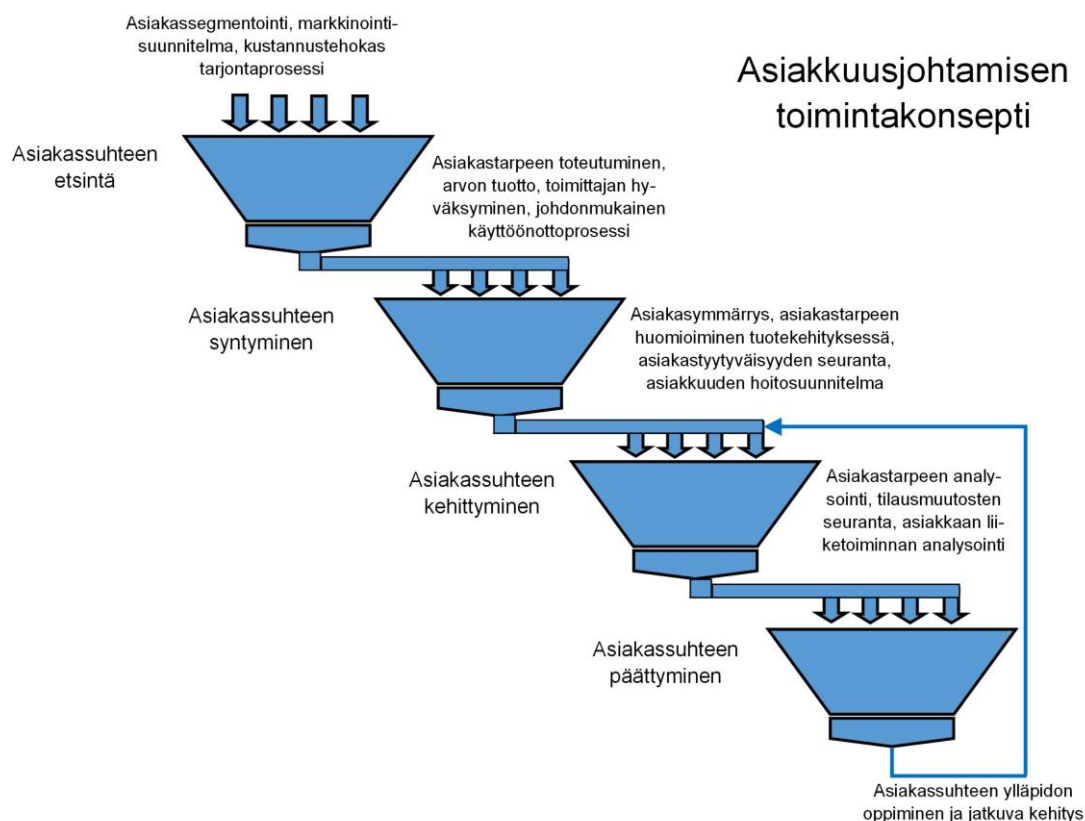 Asiakassegmentointi, markkinointi-
suunnitelma, kustannustehokas
tarjontaprosessi
Asiakkuusjohtamisen
toimintakonsepti
Asiakassuhteen
etsintä
Asiakastarpeen toteutuminen,
arvon tuotto, toimittajan hy-
väksyminen, johdonmukainen
käyttöönottoprosessi
Asiakassuhteen
syntyminen
Asiakasymmärrys, asiakastarpeen
huomioiminen tuotekehityksessä,
asiakastyytyväisyyden seuranta,
asiakkuuden hoitosuunnitelma
Asiakassuhteen
kehittyminen
Asiakastarpeen analy-
sointi, tilausmuutosten
seuranta, asiakkaan lii-
ketoiminnan analysointi
Asiakassuhteen
päättyminen
Asiakassuhteen ylläpidon
oppiminen ja jatkuva kehitys